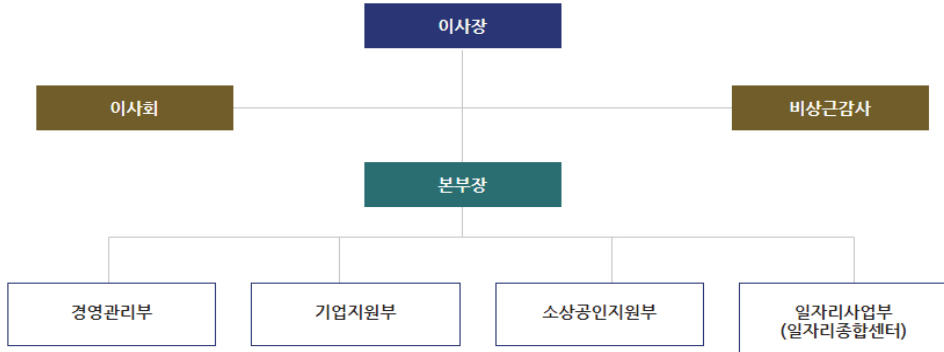 이사장
이사회
비상근감사
본부장
경영관리부
기업지원부
소상공인지원부
일자리사업부
(일자리종합센터)